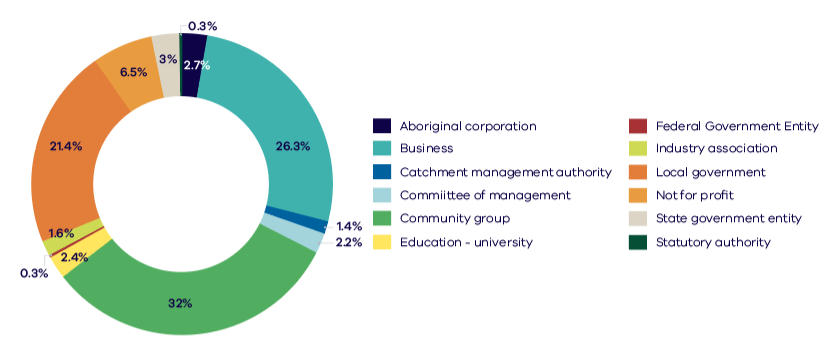 0.3%
3%
2.7%
6.5%
21.4%
26.3%
1.6%
1.4%
2.2%
2.4%
0.3%
32%
Aboriginal corporation
Business
Catchment management authority
Commiittee of management
Community group
Education - university
Federal Government Entity
Industry association
Local government
Not for profit
State government entity
Statutory authority